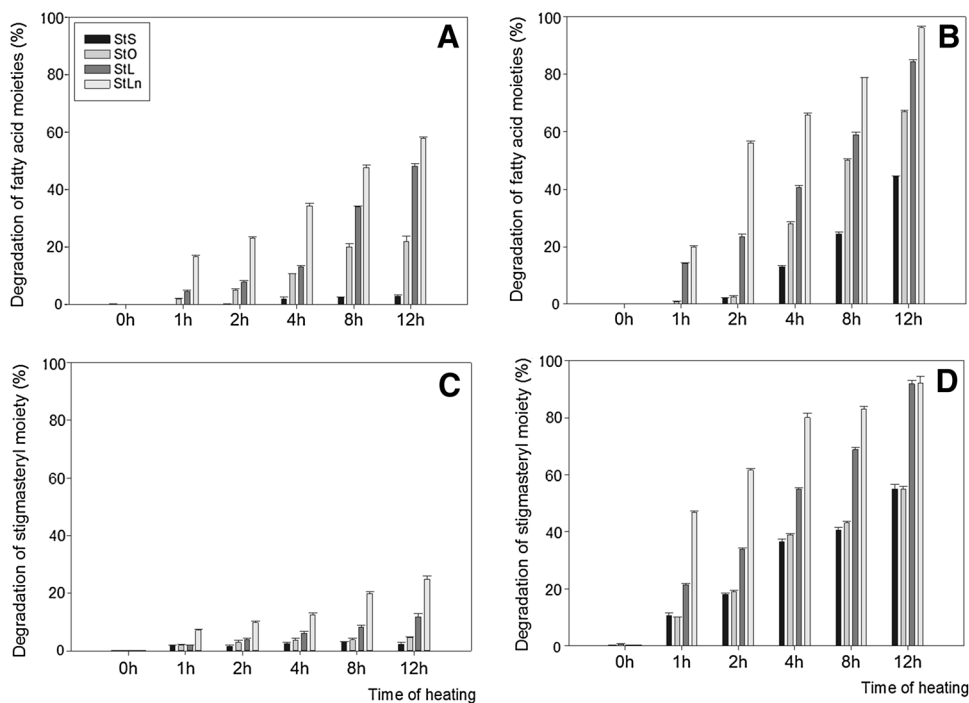 Degradation of fatty acid moieties (%)
100
80
60
40
20
0
StS
StO
StL
StLn
A
0h 1h 2h 4h 8h 12h
Degradation of fatty acid moieties (%)
100
80
60
40
20
0
B
0h 1h 2h 4h 8h 12h
Degradation of stigmasteryl moiety (%)
100
80
60
40
20
0
C
0h 1h 2h 4h 8h 12h
Time of heating
Degradation of stigmasteryl moiety (%)
100
80
60
40
20
0
D
0h 1h 2h 4h 8h 12h
Time of heating